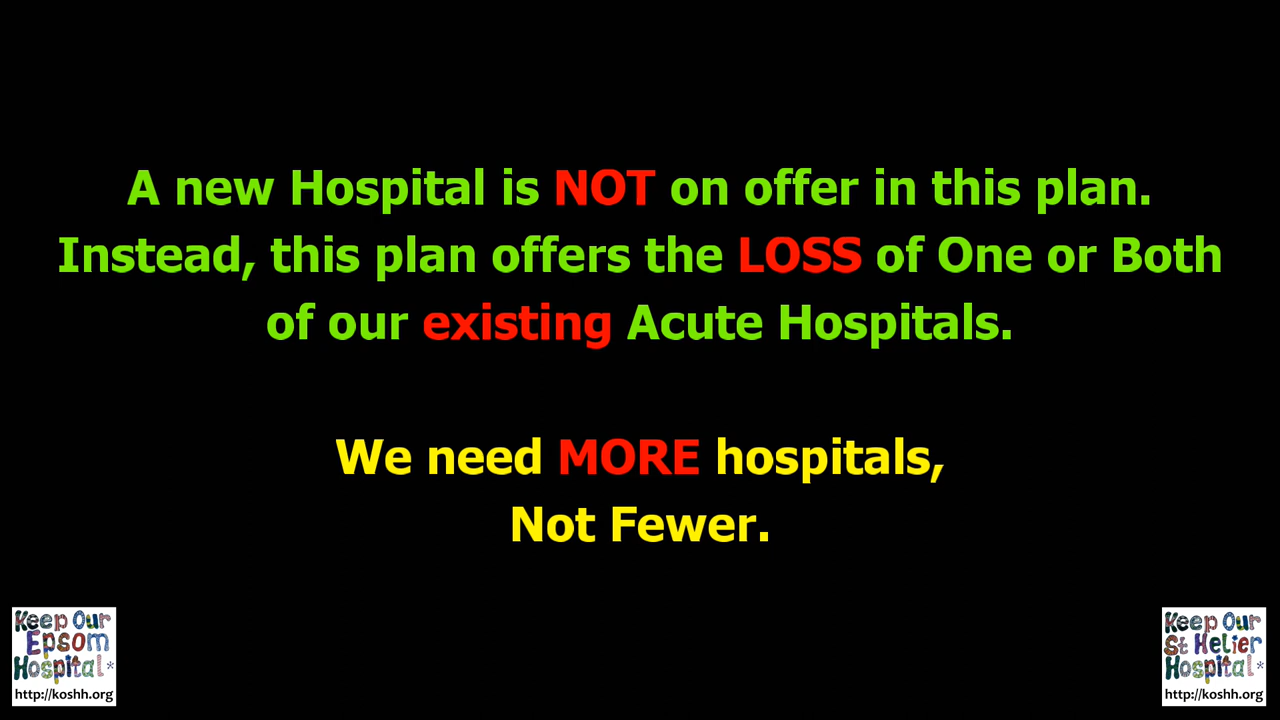 A new Hospital is NOT on offer in this plan.
Instead, this plan offers the LOSS of One or Both
of our existing Acute Hospitals.
We need MORE hospitals,
Not Fewer.
Keep Our
Epsom
Hospital*
http://koshh.org
Keep Our
St Helier
Hospital*
http://koshh.org